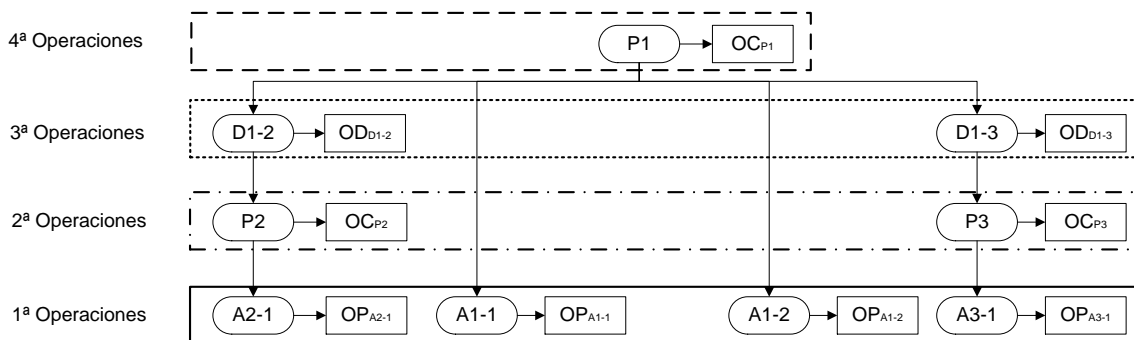 4ª Operaciones P1 OCP1
3ª Operaciones D1-2 ODD1-2 D1-3 ODD1-3
2ª Operaciones P2 OCP2 P3 OCP3
1ª Operaciones A2-1 OPA2-1 A1-1 OPA1-1 A1-2 OPA1-2 A3-1 OPA3-1